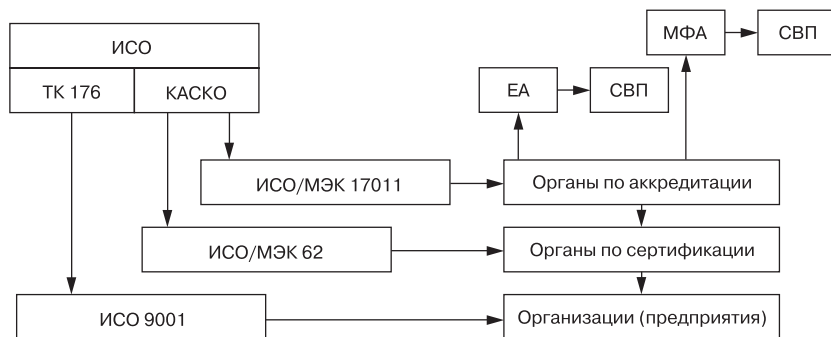 МФА
СВП
ИСО
ТК 176
КАСКО
ЕА
СВП
ИСО/МЭК 17011
Органы по аккредитации
ИСО/МЭК 62
Органы по сертификации
ИСО 9001
Организации (предприятия)